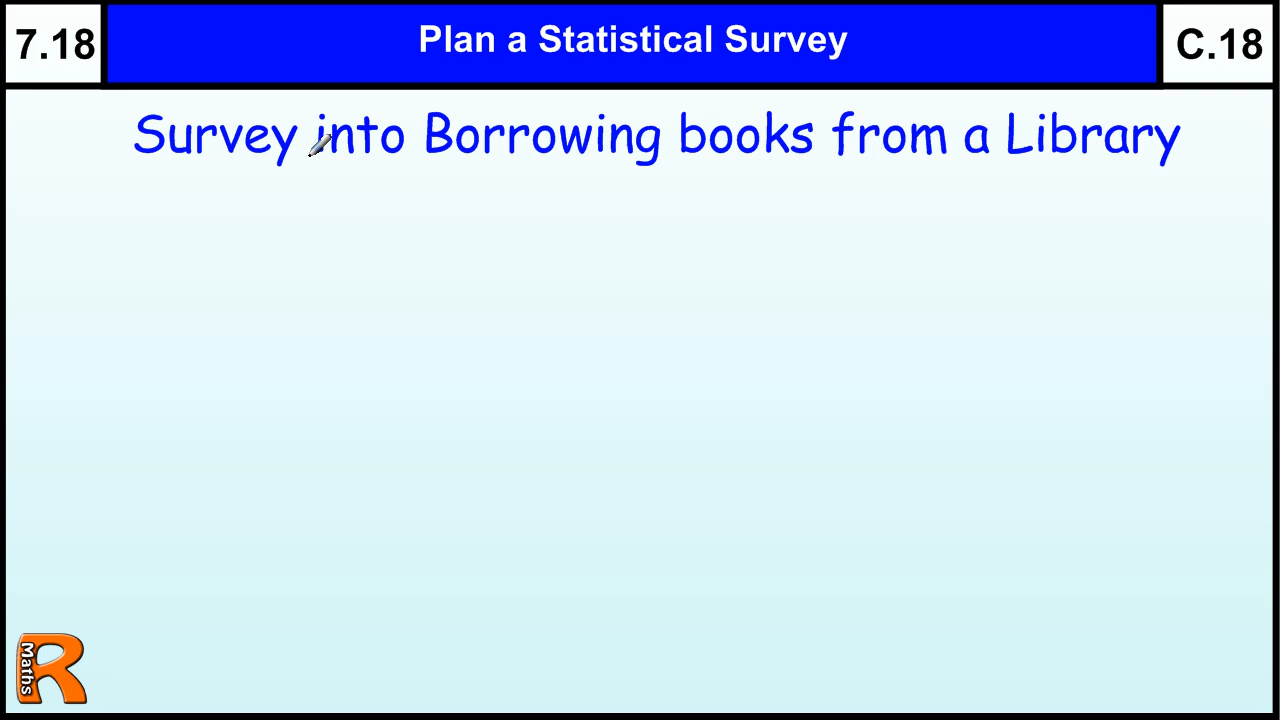 7.18
Plan a Statistical Survey
C.18
Survey into Borrowing books from a Library
R
Maths